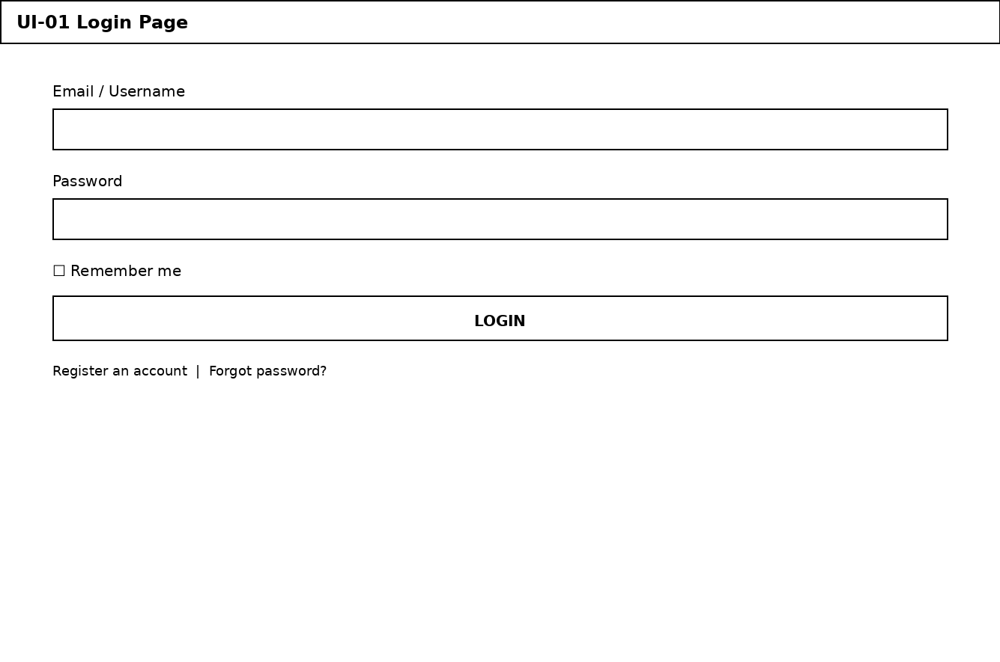 UI-01 Login Page
Email / Username
Password
☐ Remember me
LOGIN
Register an account | Forgot password?